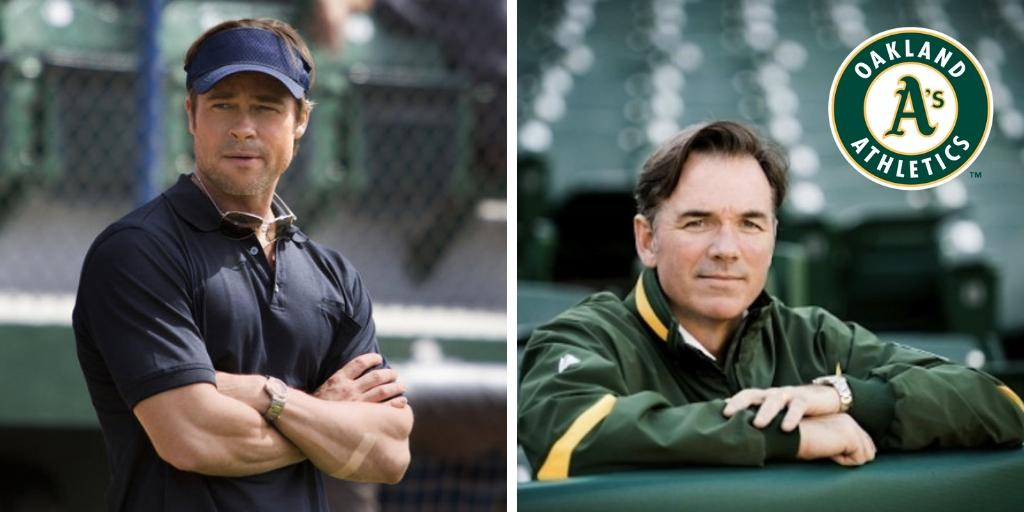 OAKLAND
A's
ATHLETICS
TM